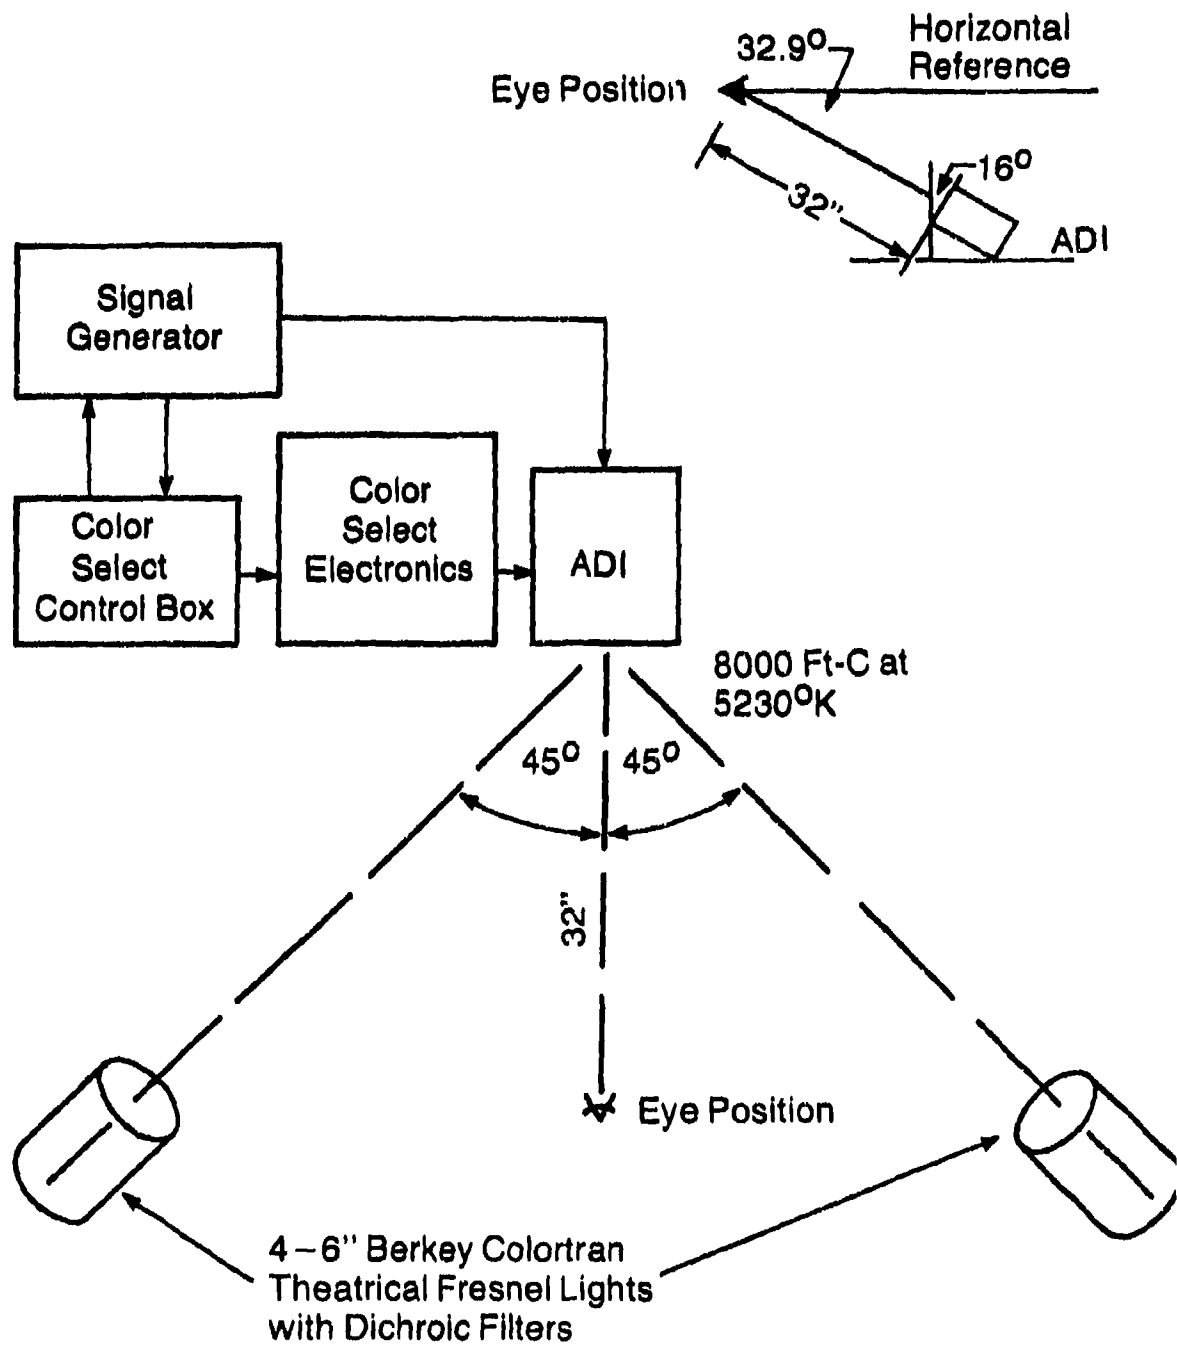 Horizontal
Reference
32.9°
Eye Position
16°
32"
ADI
Signal
Generator
Color
Select
Control Box
Color
Select
Electronics
ADI
8000 Ft-C at
5230°K
45°
45°
32"
Eye Position
4–6" Berkey Colortran
Theatrical Fresnel Lights
with Dichroic Filters